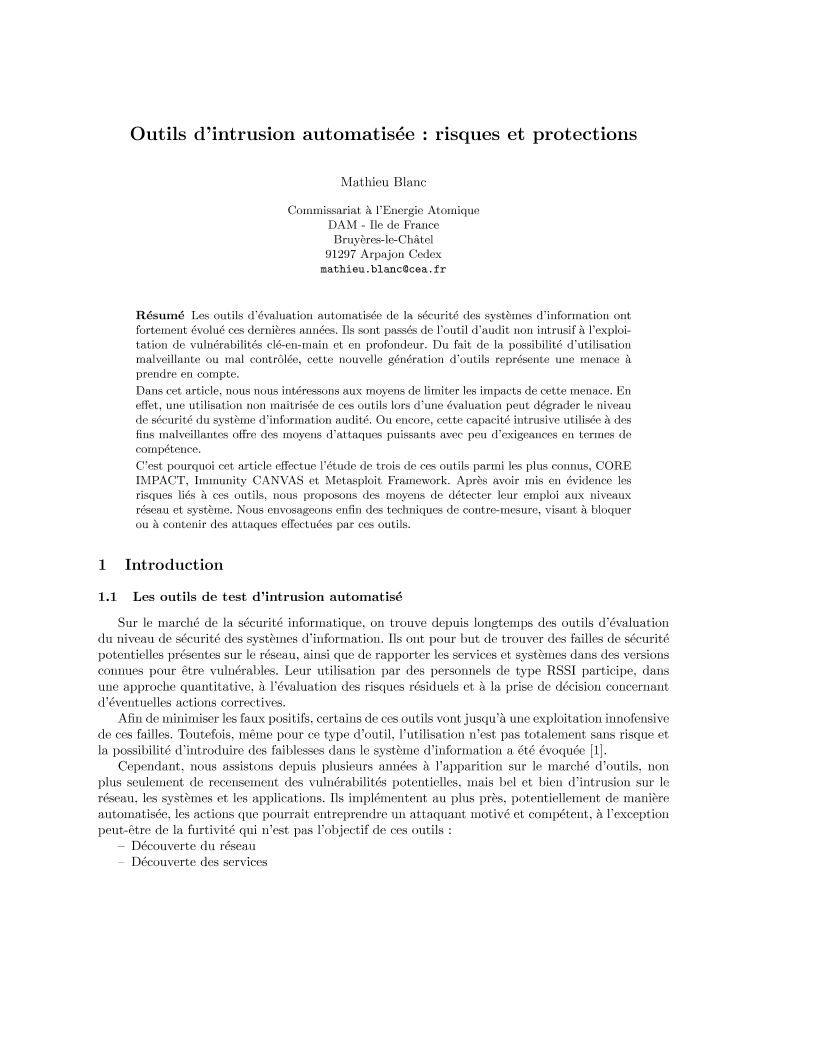 Outils d'intrusion automatisée : risques et protections
Mathieu Blanc
Commissariat à l'Energie Atomique
DAM - Ile de France
Bruyères-le-Châtel
91297 Arpajon Cedex
mathieu.blanc@cea.fr
Résumé Les outils d'évaluation automatisée de la sécurité des systèmes d'information ont
fortement évolué ces dernières années. Ils sont passés de l'outil d'audit non intrusif à l'exploi-
tation de vulnérabilités clé-en-main et en profondeur. Du fait de la possibilité d'utilisation
malveillante ou mal contrôlée, cette nouvelle génération d'outils représente une menace à
prendre en compte.
Dans cet article, nous nous intéressons aux moyens de limiter les impacts de cette menace. En
effet, une utilisation non maîtrisée de ces outils lors d'une évaluation peut dégrader le niveau
de sécurité du système d'information audité. Ou encore, cette capacité intrusive utilisée à des
fins malveillantes offre des moyens d'attaques puissants avec peu d'exigeances en termes de
compétence.
C'est pourquoi cet article effectue l'étude de trois de ces outils parmi les plus connus, CORE
IMPACT, Immunity CANVAS et Metasploit Framework. Après avoir mis en évidence les
risques liés à ces outils, nous proposons des moyens de détecter leur emploi aux niveaux
réseau et système. Nous envosageons enfin des techniques de contre-mesure, visant à bloquer
ou à contenir des attaques effectuées par ces outils.
1 Introduction
1.1 Les outils de test d'intrusion automatisé
Sur le marché de la sécurité informatique, on trouve depuis longtemps des outils d'évaluation
du niveau de sécurité des systèmes d'information. Ils ont pour but de trouver des failles de sécurité
potentielles présentes sur le réseau, ainsi que de rapporter les services et systèmes dans des versions
connues pour être vulnérables. Leur utilisation par des personnels de type RSSI participe, dans
une approche quantitative, à l'évaluation des risques résiduels et à la prise de décision concernant
d'éventuelles actions correctives.
Afin de minimiser les faux positifs, certains de ces outils vont jusqu'à une exploitation innofensive
de ces failles. Toutefois, même pour ce type d'outil, l'utilisation n'est pas totalement sans risque et
la possibilité d'introduire des faiblesses dans le système d'information a été évoquée [1].
Cependant, nous assistons depuis plusieurs années à l'apparition sur le marché d'outils, non
plus seulement de recensement des vulnérabilités potentielles, mais bel et bien d'intrusion sur le
réseau, les systèmes et les applications. Ils implémentent au plus près, potentiellement de manière
automatisée, les actions que pourrait entreprendre un attaquant motivé et compétent, à l'exception
peut-être de la furtivité qui n'est pas l'objectif de ces outils :
– Découverte du réseau
– Découverte des services